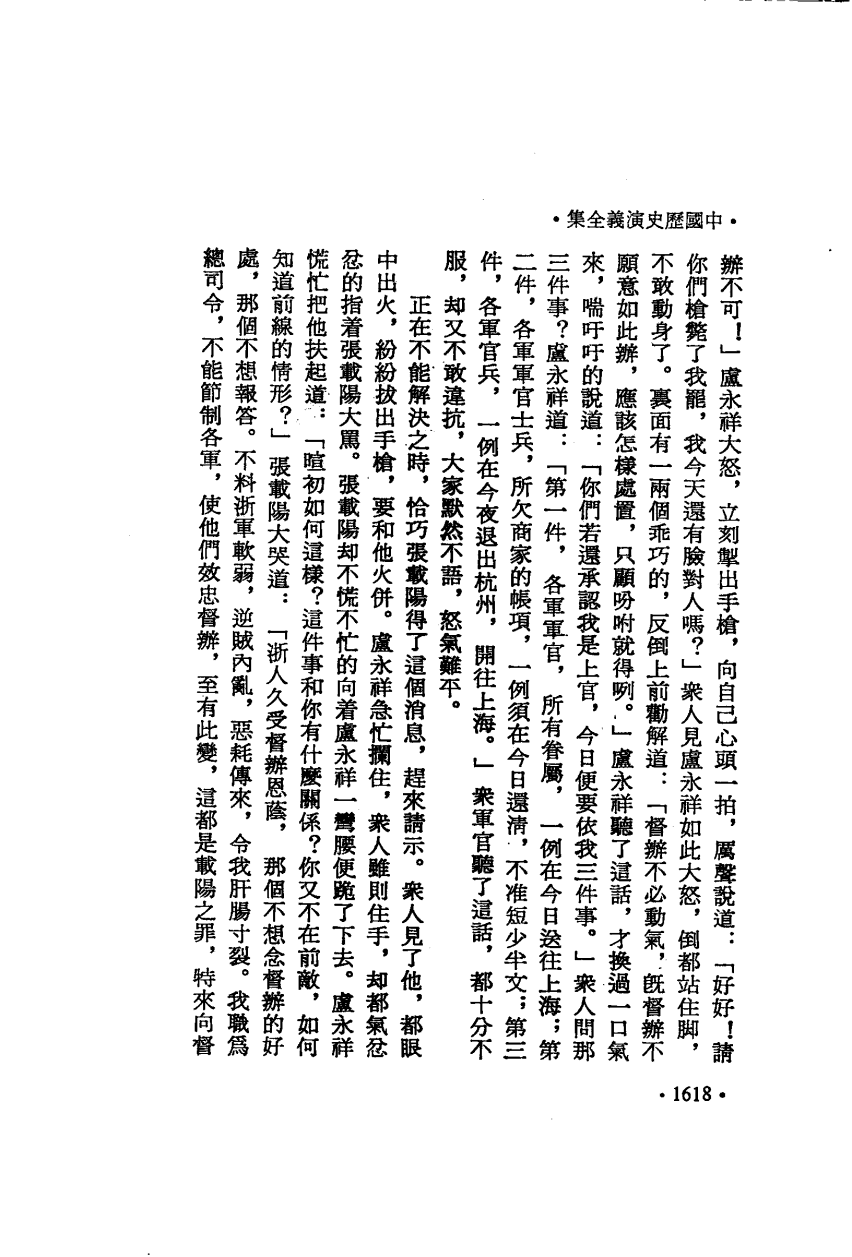 •中國歷史演義全集•
辦不可！」盧永祥大怒，立刻掣出手槍，向自己心頭一拍，厲聲說道：「好好！請
你們槍斃了我罷，我今天還有臉對人嗎？」衆人見盧永祥如此大怒，倒都站住脚，
不敢動身了。裏面有一兩個乖巧的，反倒上前勸解道：「督辦不必動氣，旣督辦不
願意如此辦，應該怎樣處置，只顧吩咐就得咧。」盧永祥聽了這話，才換過一口氣
來，喘吁吁的說道：「你們若還承認我是上官，今日便要依我三件事。」衆人問那
三件事？盧永祥道：「第一件，各軍軍官，所有眷屬，一例在今日送往上海；第
二件，各軍軍官士兵，所欠商家的帳項，一例須在今日還清，不准短少半文；第三
件，各軍官兵，一例在今夜退出杭州，開往上海。」衆軍官聽了這話，都十分不
服，却又不敢違抗，大家默然不語，怒氣難平。
正在不能解決之時，恰巧張載陽得了這個消息，趕來請示。衆人見了他，都眼
中出火，紛紛拔出手槍，要和他火併。盧永祥急忙攔住，衆人雖則住手，却都氣忿
忿的指着張載陽大罵。張載陽却不慌不忙的向着盧永祥一彎腰便跪了下去。盧永祥
慌忙把他扶起道：「暄初如何這樣？這件事和你有什麼關係？你又不在前敵，如何
知道前線的情形？」張載陽大哭道：「浙人久受督辦恩蔭，那個不想念督辦的好
處，那個不想報答。不料浙軍軟弱，逆賊內亂，惡耗傳來，令我肝腸寸裂。我職爲
總司令，不能節制各軍，使他們效忠督辦，至有此變，這都是載陽之罪，特來向督
•1618•